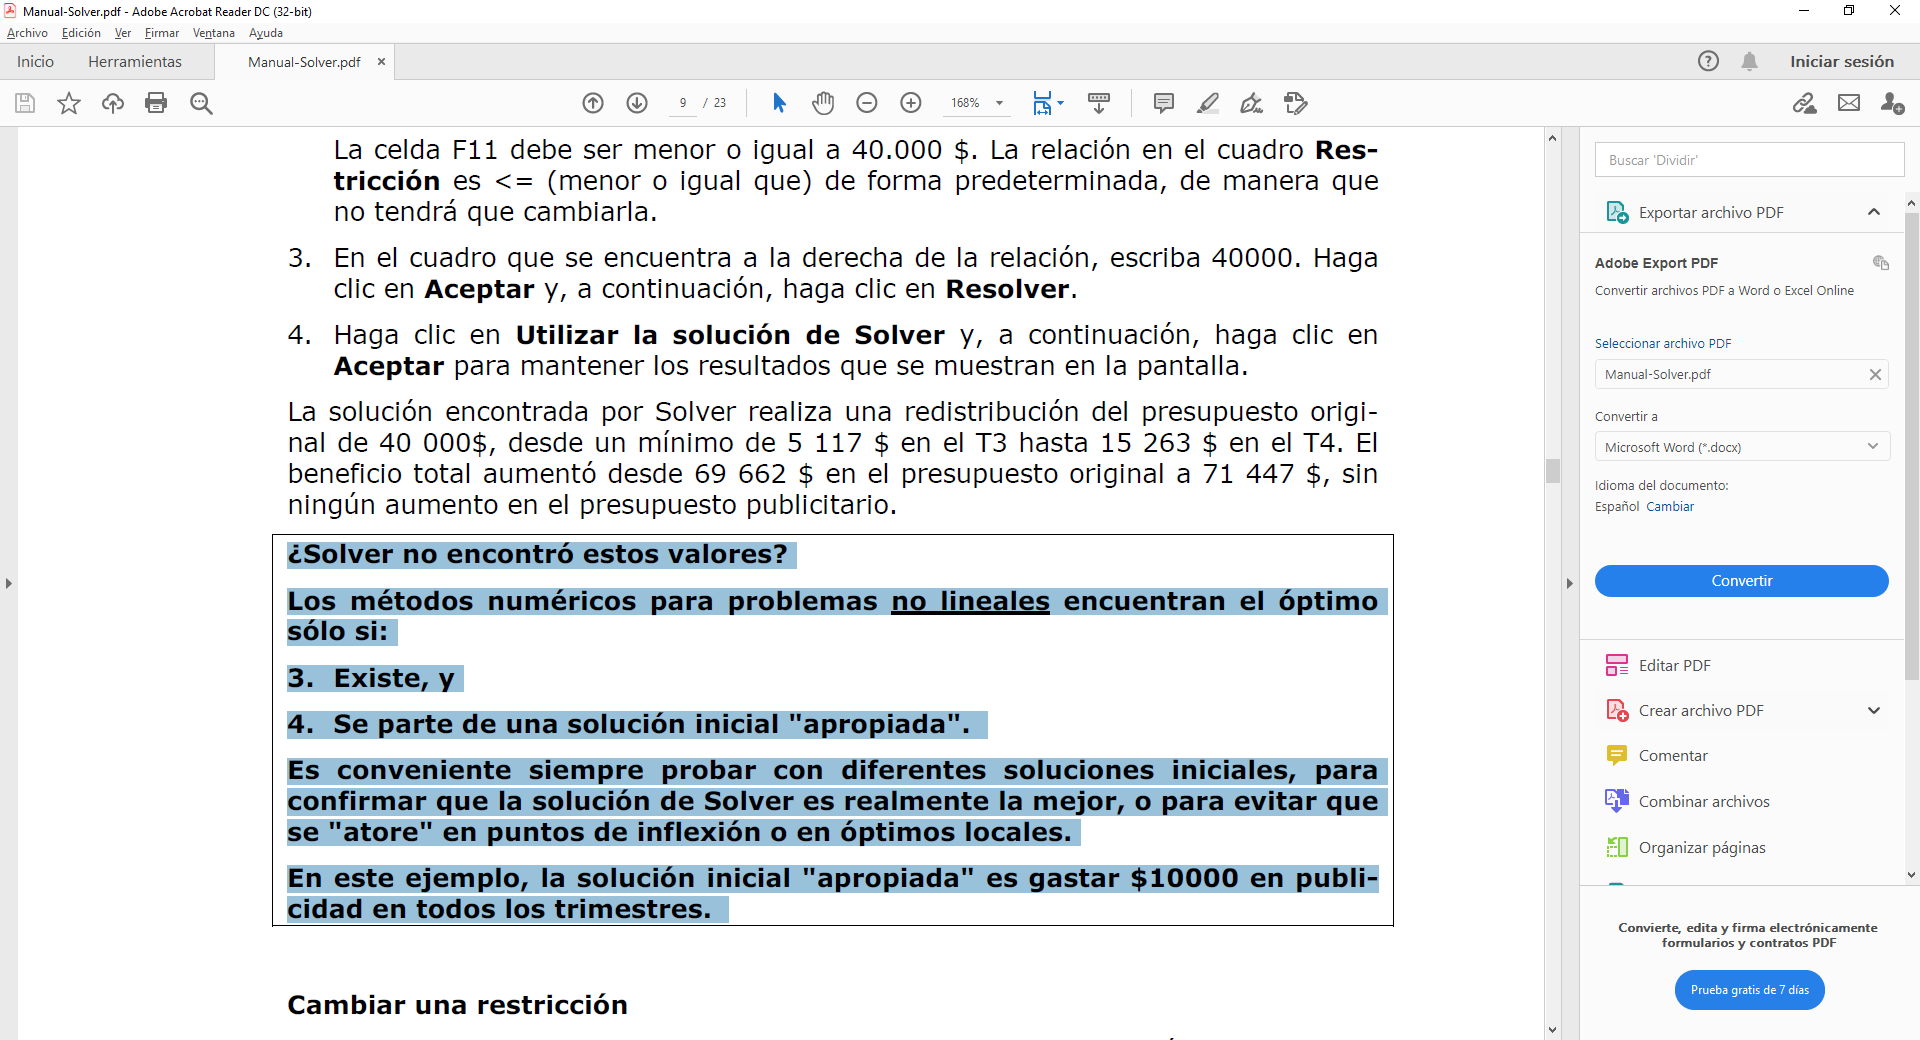 Manual-Solver.pdf - Adobe Acrobat Reader DC (32-bit)
Archivo Edición Ver Firmar Ventana Ayuda
Inicio Herramientas Manual-Solver.pdf Iniciar sesión
9 / 23 168%
La celda F11 debe ser menor o igual a 40.000 $. La relación en el cuadro Res-
tricción es <= (menor o igual que) de forma predeterminada, de manera que
no tendrá que cambiarla.
3. En el cuadro que se encuentra a la derecha de la relación, escriba 40000. Haga
clic en Aceptar y, a continuación, haga clic en Resolver.
4. Haga clic en Utilizar la solución de Solver y, a continuación, haga clic en
Aceptar para mantener los resultados que se muestran en la pantalla.
La solución encontrada por Solver realiza una redistribución del presupuesto origi-
nal de 40 000$, desde un mínimo de 5 117 $ en el T3 hasta 15 263 $ en el T4. El
beneficio total aumentó desde 69 662 $ en el presupuesto original a 71 447 $, sin
ningún aumento en el presupuesto publicitario.
¿Solver no encontró estos valores?
Los métodos numéricos para problemas no lineales encuentran el óptimo
sólo si:
3. Existe, y
4. Se parte de una solución inicial "apropiada".
Es conveniente siempre probar con diferentes soluciones iniciales, para
confirmar que la solución de Solver es realmente la mejor, o para evitar que
se "atore" en puntos de inflexión o en óptimos locales.
En este ejemplo, la solución inicial "apropiada" es gastar $10000 en publi-
cidad en todos los trimestres.
Cambiar una restricción
Buscar 'Dividir'
Exportar archivo PDF
Adobe Export PDF
Convertir archivos PDF a Word o Excel Online
Seleccionar archivo PDF
Manual-Solver.pdf
Convertir a
Microsoft Word (*.docx)
Idioma del documento:
Español Cambiar
Convertir
Editar PDF
Crear archivo PDF
Comentar
Combinar archivos
Organizar páginas
Convierte, edita y firma electrónicamente
formularios y contratos PDF
Prueba gratis de 7 días